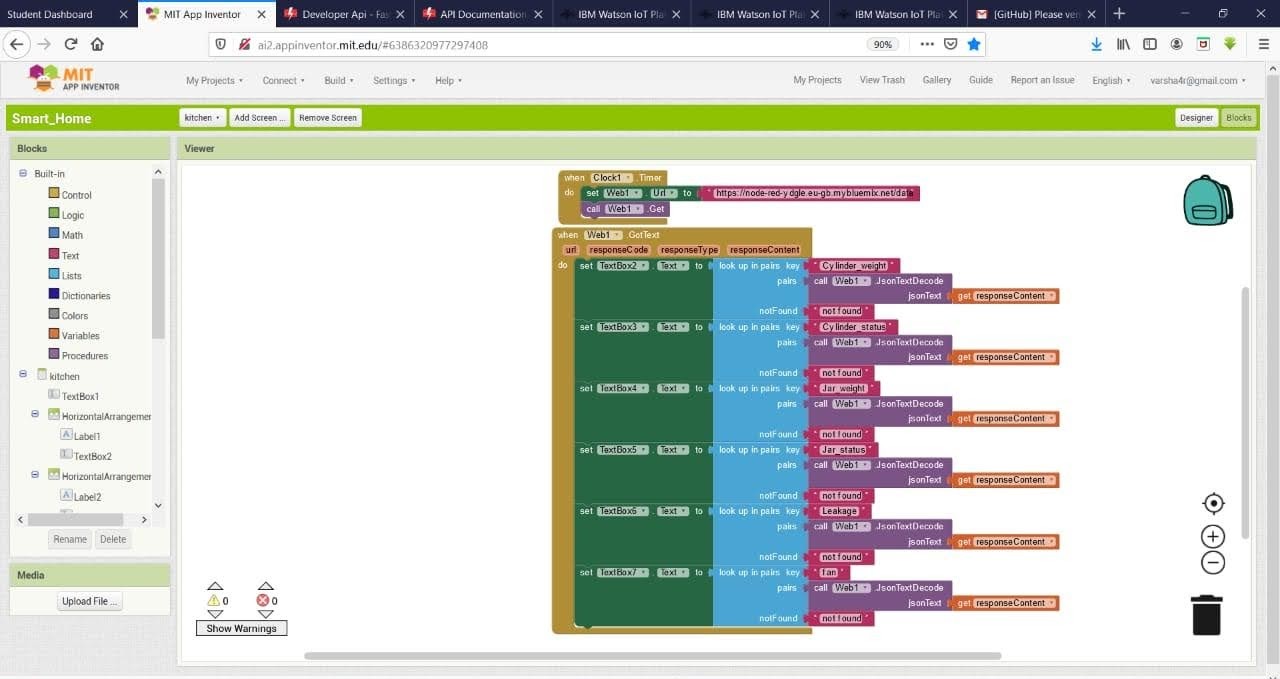 Student Dashboard
MIT App Inventor
Developer Api - Fas
API Documentation
IBM Watson IoT Pla
IBM Watson IoT Pla
IBM Watson IoT Pla
[GitHub] Please ver
ai2.appinventor.mit.edu/#6386320977297408
90%
MIT
APP INVENTOR
My Projects
Connect
Build
Settings
Help
My Projects
View Trash
Gallery
Guide
Report an Issue
English
varsha4r@gmail.com
Smart_Home
kitchen
Add Screen ...
Remove Screen
Designer
Blocks
Blocks
Viewer
Built-in
Control
Logic
Math
Text
Lists
Dictionaries
Colors
Variables
Procedures
kitchen
TextBox1
HorizontalArrangemer
Label1
TextBox2
HorizontalArrangemer
Label2
Rename
Delete
Media
Upload File ...
when Clock1 .Timer
do set Web1 . Url to " https://node-red-ydgle.eu-gb.mybluemix.net/data "
call Web1 .Get
when Web1 .GotText
url responseCode responseType responseContent
do set TextBox2 . Text to look up in pairs key " Cylinder_weight "
pairs call Web1 .JsonTextDecode
jsonText get responseContent
notFound " not found "
set TextBox3 . Text to look up in pairs key " Cylinder_status "
pairs call Web1 .JsonTextDecode
jsonText get responseContent
notFound " not found "
set TextBox4 . Text to look up in pairs key " Jar_weight "
pairs call Web1 .JsonTextDecode
jsonText get responseContent
notFound " not found "
set TextBox5 . Text to look up in pairs key " Jar_status "
pairs call Web1 .JsonTextDecode
jsonText get responseContent
notFound " not found "
set TextBox6 . Text to look up in pairs key " Leakage "
pairs call Web1 .JsonTextDecode
jsonText get responseContent
notFound " not found "
set TextBox7 . Text to look up in pairs key " fan "
pairs call Web1 .JsonTextDecode
jsonText get responseContent
notFound " not found "
0
0
Show Warnings